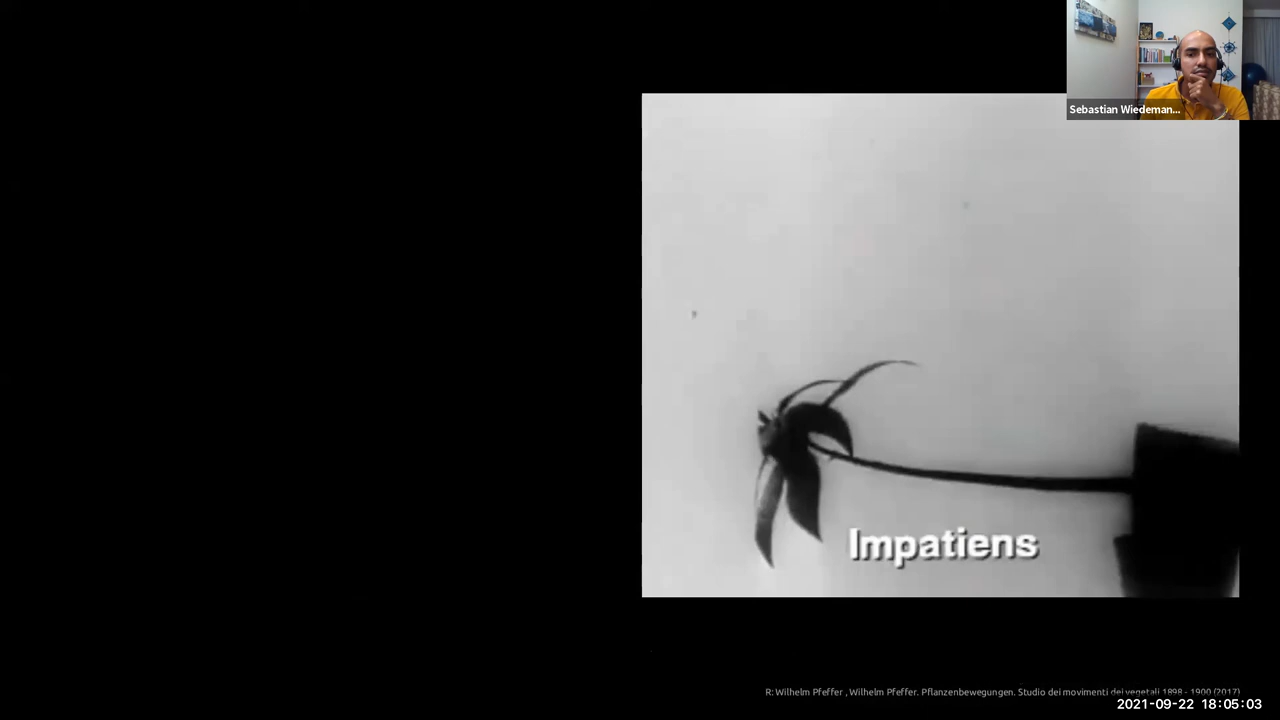 Sebastian Wiedeman...
Impatiens
R: Wilhelm Pfeffer , Wilhelm Pfeffer. Pflanzenbewegungen. Studio dei movimenti dei vegetali 1898 - 1900 (2017)
2021-09-22 18:05:03